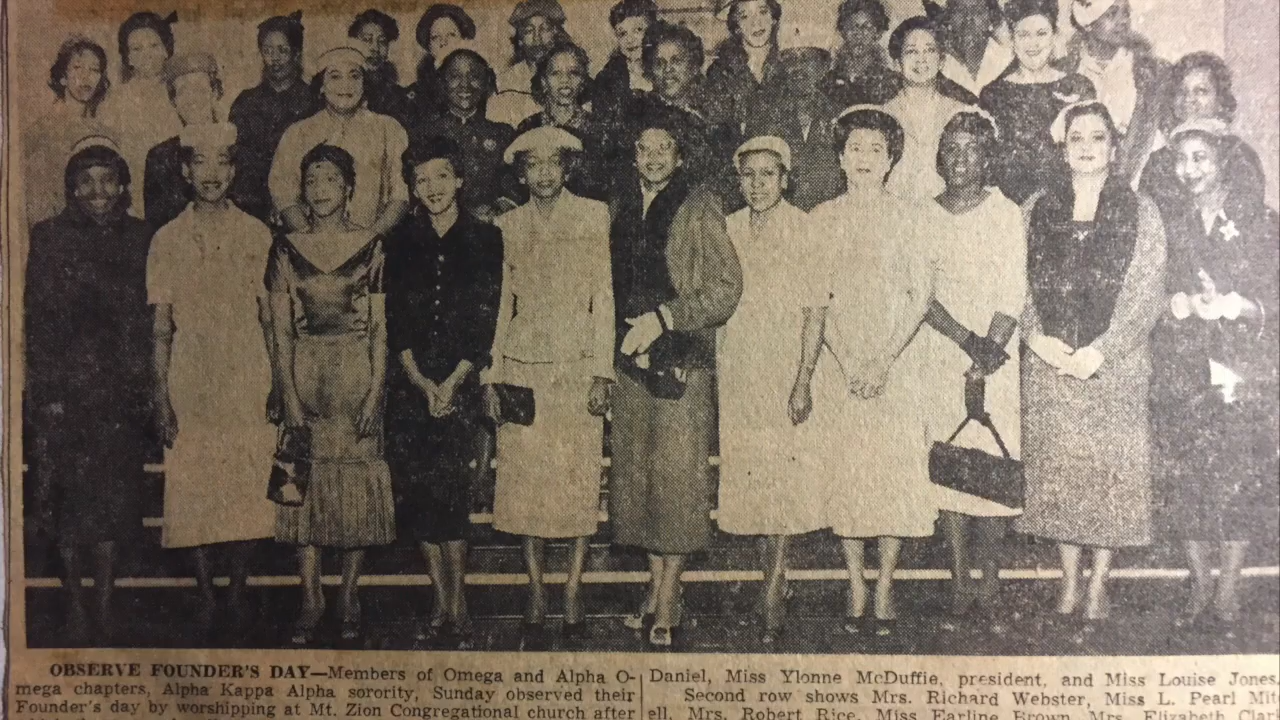 OBSERVE FOUNDER'S DAY—Members of Omega and Alpha O-
mega chapters, Alpha Kappa Alpha sorority, Sunday observed their
Founder's day by worshipping at Mt. Zion Congregational church after
Daniel, Miss Ylonne McDuffie, president, and Miss Louise Jones.
Second row shows Mrs. Richard Webster, Miss L. Pearl Mit
ell, Mrs. Robert Rice, Miss Earline Brown, Mrs. Elizabeth